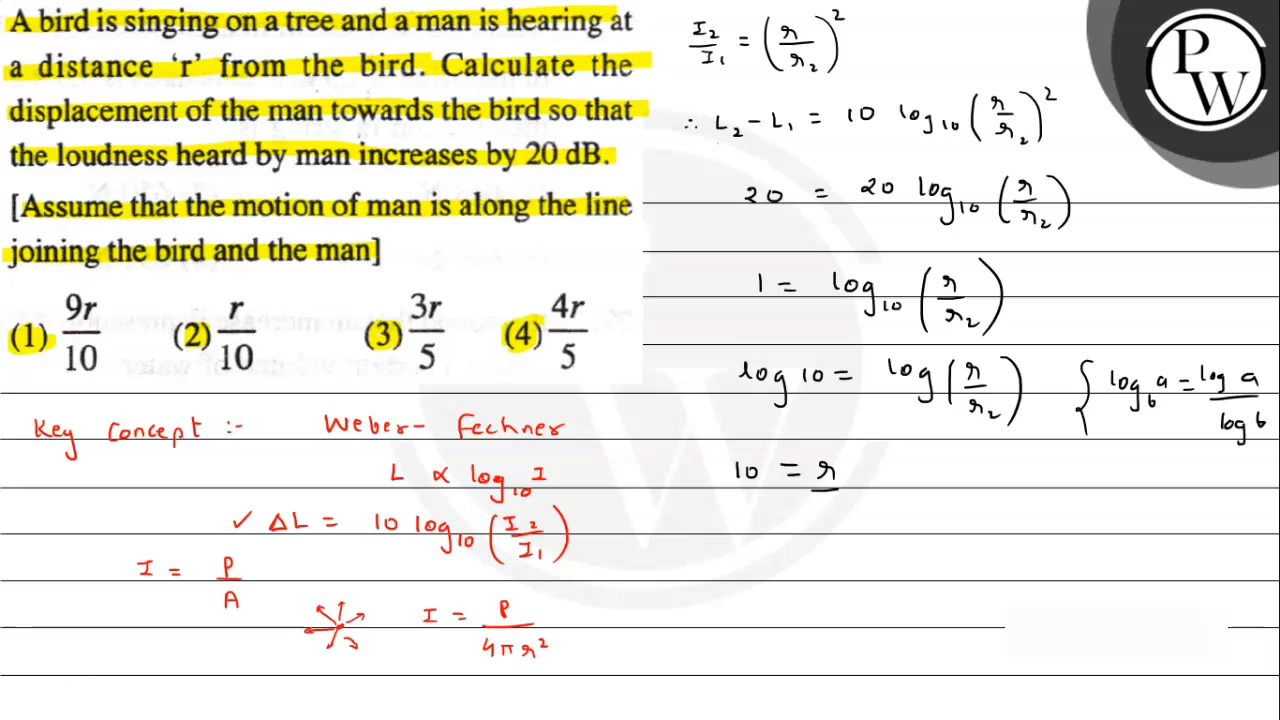 A bird is singing on a tree and a man is hearing at
a distance 'r' from the bird. Calculate the
displacement of the man towards the bird so that
the loudness heard by man increases by 20 dB.
[Assume that the motion of man is along the line
joining the bird and the man]
(1) 9r/10 (2) r/10 (3) 3r/5 (4) 4r/5
Key Concept :- Weber- Fechner
L ∝ log₁₀ I
✓ ΔL = 10 log₁₀ (I₂/I₁)
I = P/A
I = P/4πr²
I₂/I₁ = (r/r₂)²
∴ L₂ - L₁ = 10 log₁₀ (r/r₂)²
20 = 20 log₁₀ (r/r₂)
1 = log₁₀ (r/r₂)
log 10 = log (r/r₂) { log_b a = log a/log b
10 = r
PW